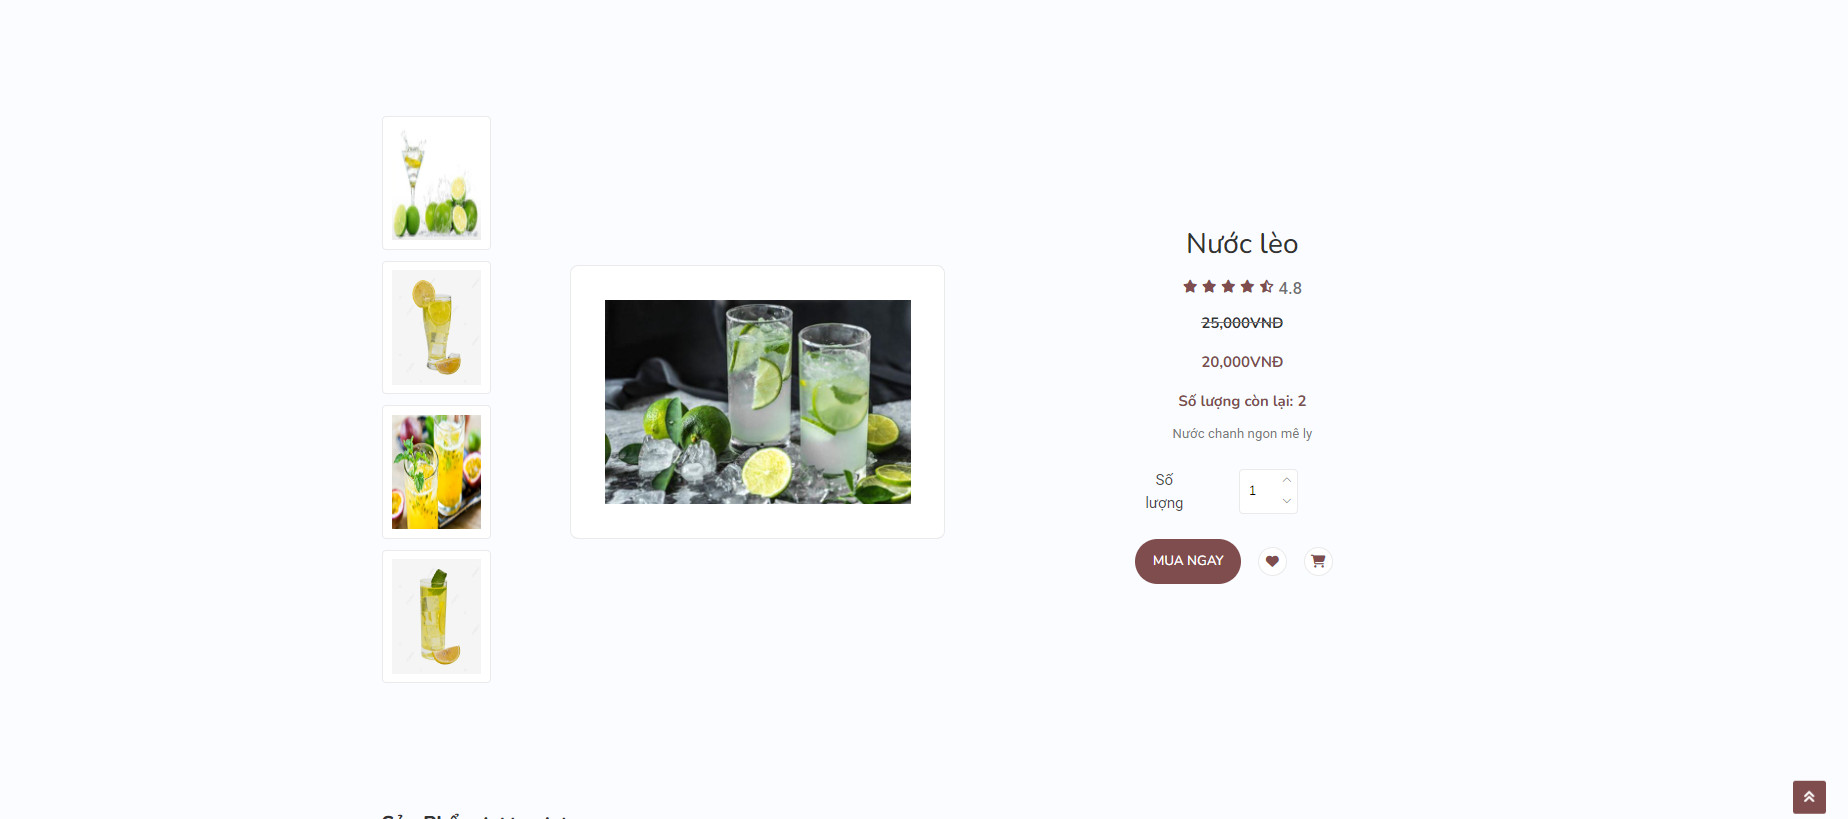 Nước lèo
4.8
25,000VNĐ
20,000VNĐ
Số lượng còn lại: 2
Nước chanh ngon mê ly
Số
lượng
1
MUA NGAY